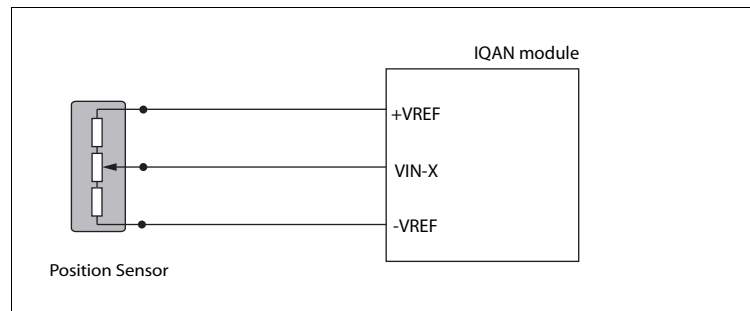 IQAN module
+VREF
VIN-X
-VREF
Position Sensor